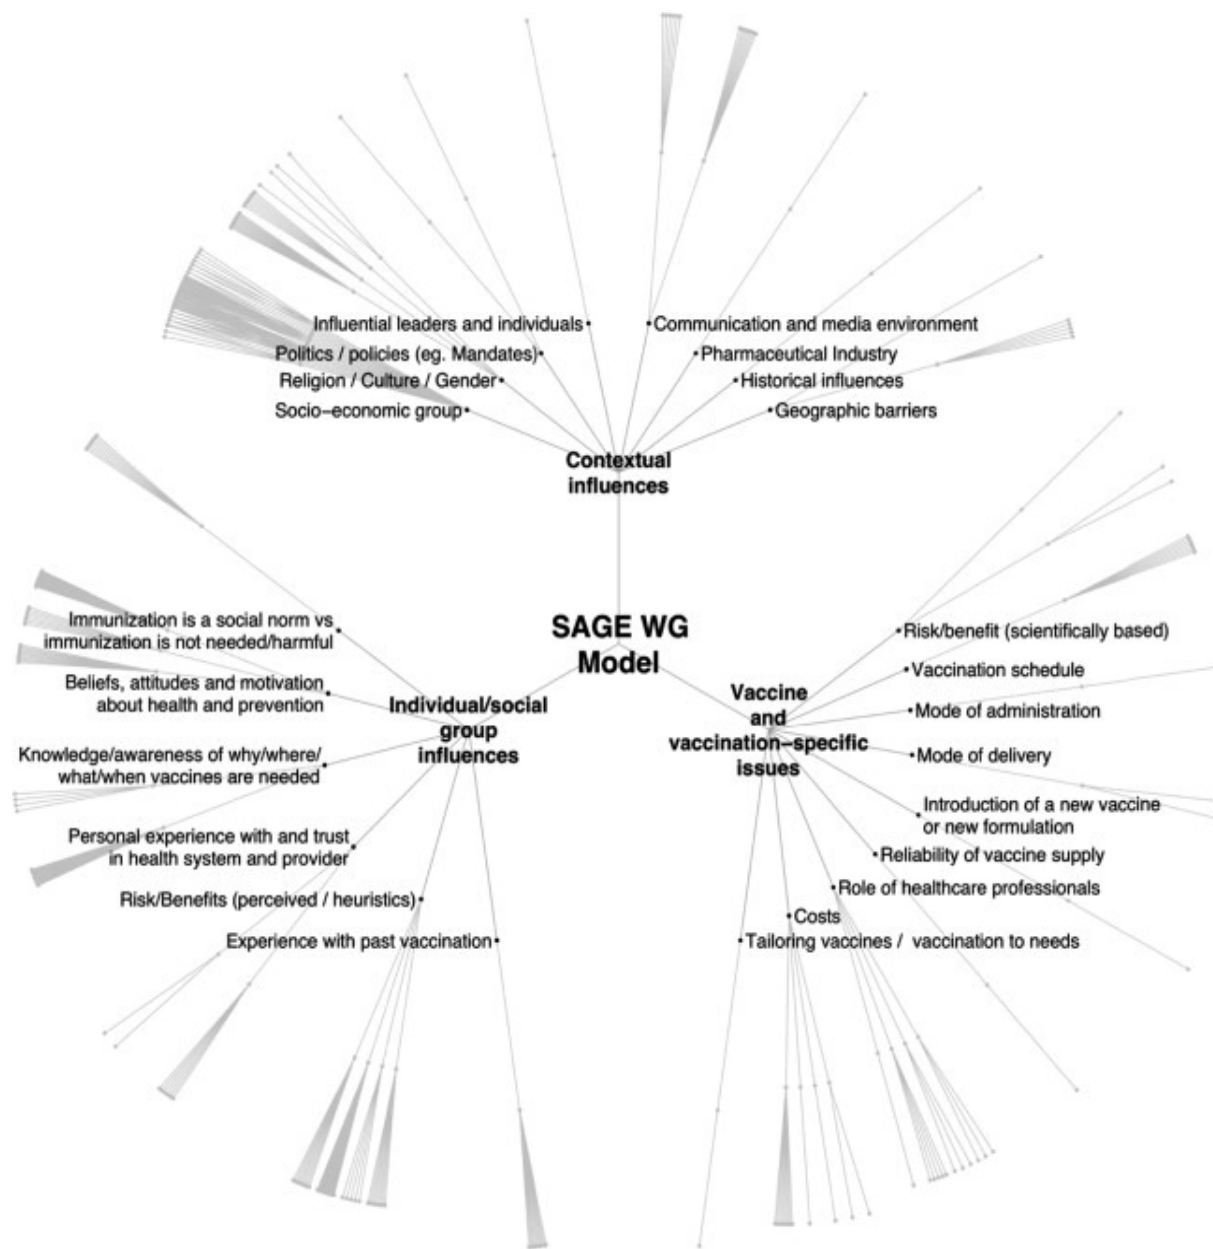 Influential leaders and individuals
Politics / policies (eg. Mandates)
Religion / Culture / Gender
Socio−economic group
Communication and media environment
Pharmaceutical Industry
Historical influences
Geographic barriers
Contextual
influences
SAGE WG
Model
Immunization is a social norm vs
immunization is not needed/harmful
Beliefs, attitudes and motivation
about health and prevention
Knowledge/awareness of why/where/
what/when vaccines are needed
Personal experience with and trust
in health system and provider
Risk/Benefits (perceived / heuristics)
Experience with past vaccination
Individual/social
group
influences
Vaccine
and
vaccination−specific
issues
Risk/benefit (scientifically based)
Vaccination schedule
Mode of administration
Mode of delivery
Introduction of a new vaccine
or new formulation
Reliability of vaccine supply
Role of healthcare professionals
Costs
Tailoring vaccines / vaccination to needs